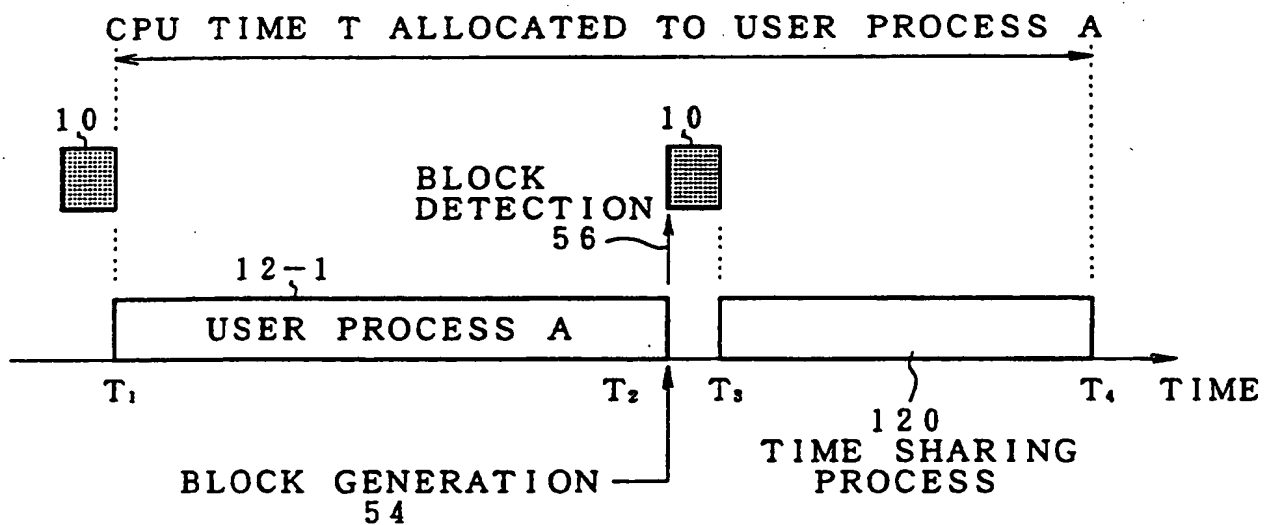 CPU TIME T ALLOCATED TO USER PROCESS A
10
10
BLOCK
DETECTION
56
12-1
USER PROCESS A
T₁
T₂
T₃
T₄
TIME
120
TIME SHARING
PROCESS
BLOCK GENERATION
54